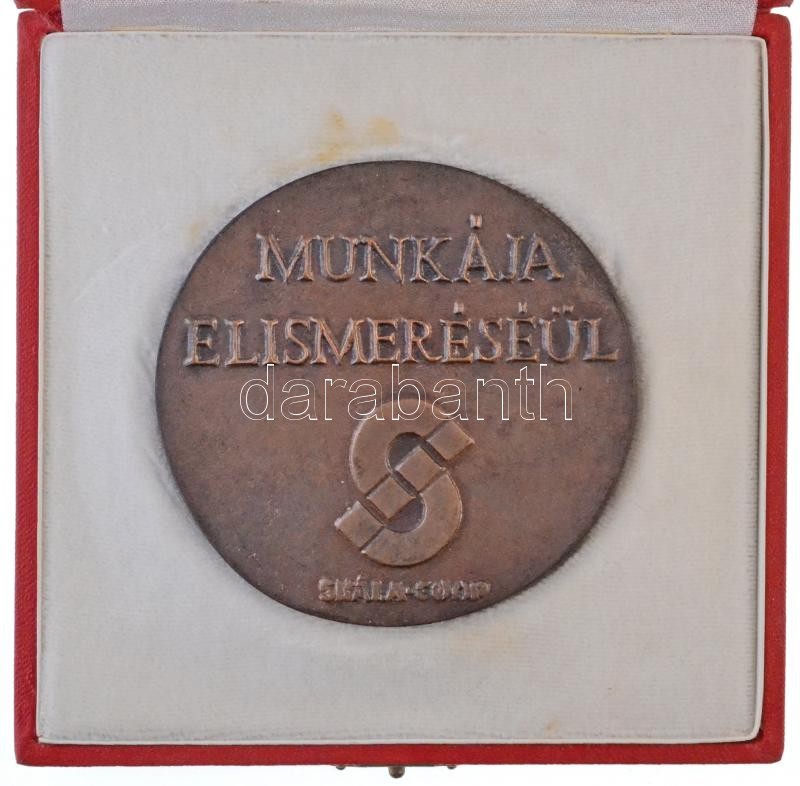 MUNKÁJA
ELISMERÉSÉÜL
darabanth
SKÁLA-COOP